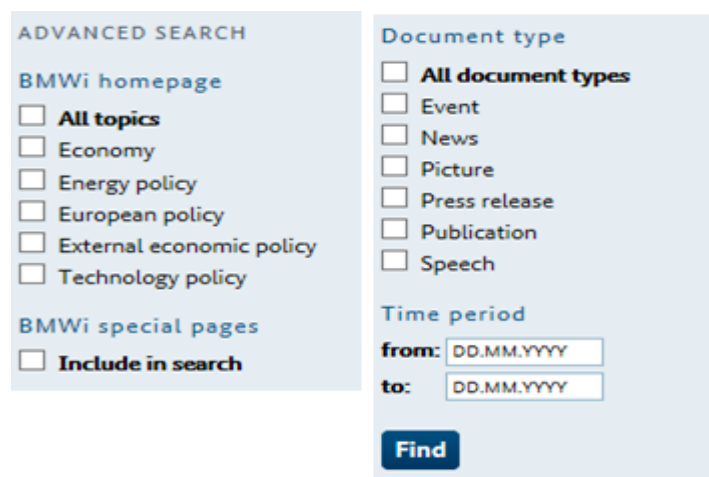 ADVANCED SEARCH
BMWi homepage
All topics
Economy
Energy policy
European policy
External economic policy
Technology policy
BMWi special pages
Include in search
Document type
All document types
Event
News
Picture
Press release
Publication
Speech
Time period
from: DD.MM.YYYY
to: DD.MM.YYYY
Find